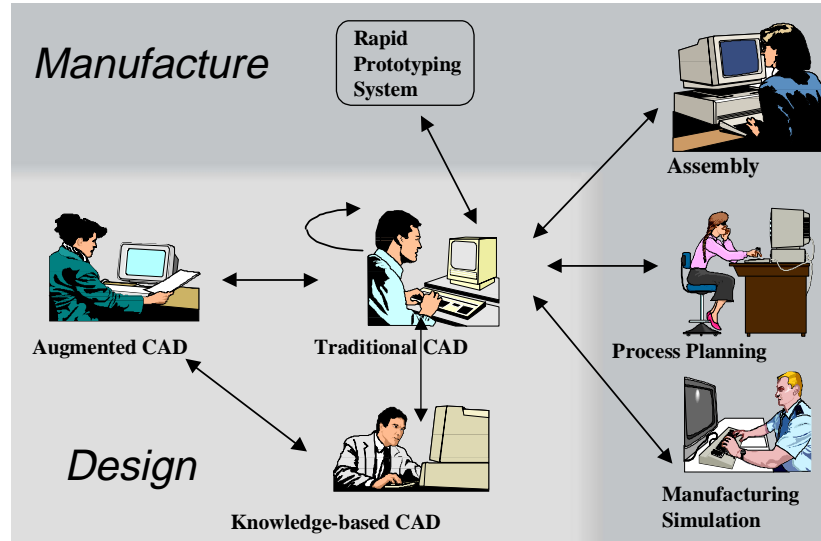 Manufacture
Rapid
Prototyping
System
Assembly
Augmented CAD
Traditional CAD
Process Planning
Design
Knowledge-based CAD
Manufacturing
Simulation